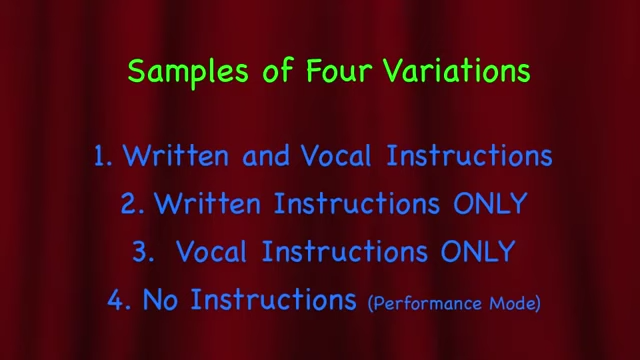 Samples of Four Variations
1. Written and Vocal Instructions
2. Written Instructions ONLY
3. Vocal Instructions ONLY
4. No Instructions (Performance Mode)